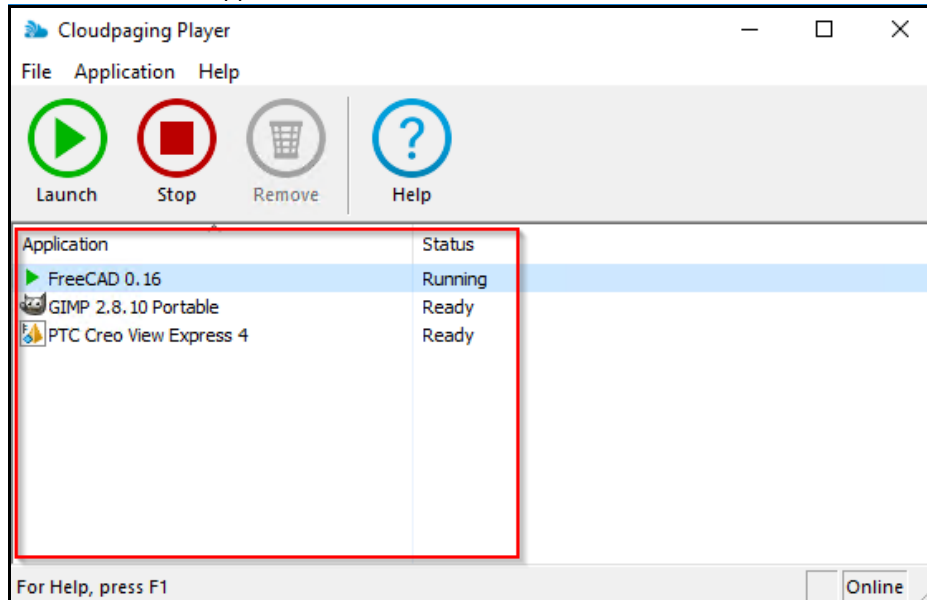 Cloudpaging Player
File Application Help
Launch Stop Remove Help
Application Status
FreeCAD 0.16 Running
GIMP 2.8.10 Portable Ready
PTC Creo View Express 4 Ready
For Help, press F1 Online